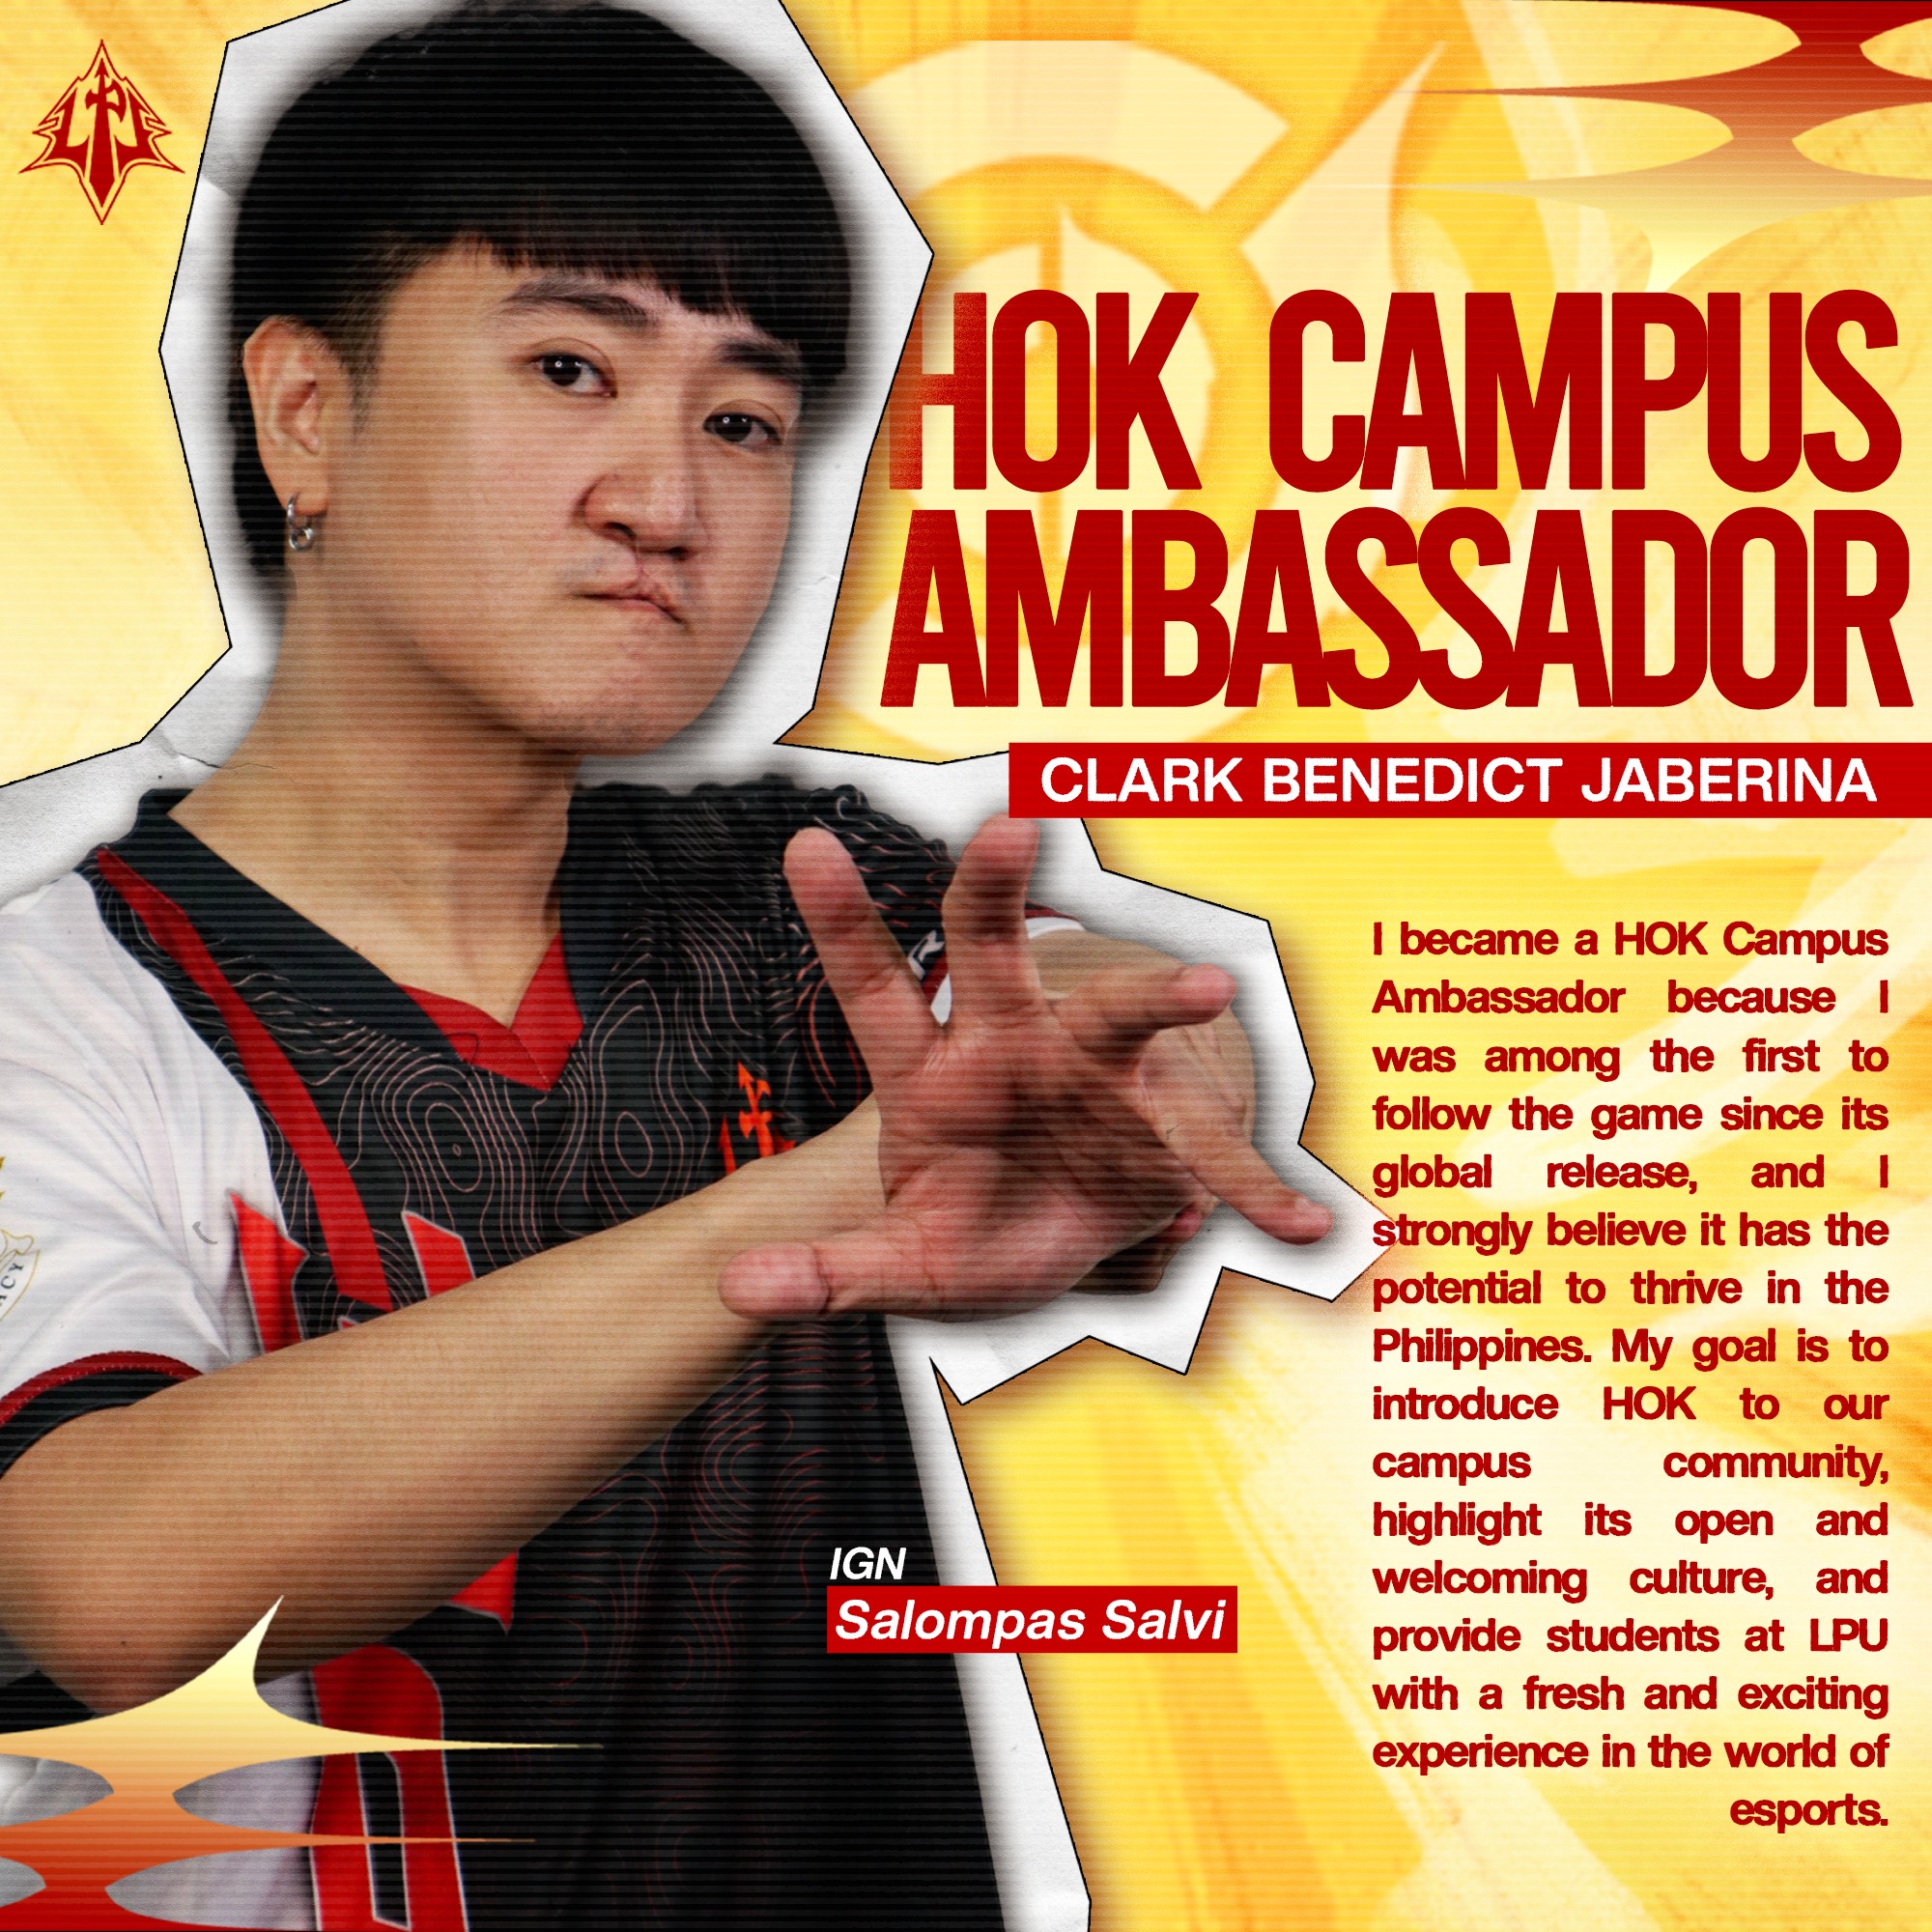 LPU
HOK CAMPUS
AMBASSADOR
CLARK BENEDICT JABERINA
I became a HOK Campus
Ambassador because I
was among the first to
follow the game since its
global release, and I
strongly believe it has the
potential to thrive in the
Philippines. My goal is to
introduce HOK to our
campus community,
highlight its open and
welcoming culture, and
provide students at LPU
with a fresh and exciting
experience in the world of
esports.
IGN
Salompas Salvi